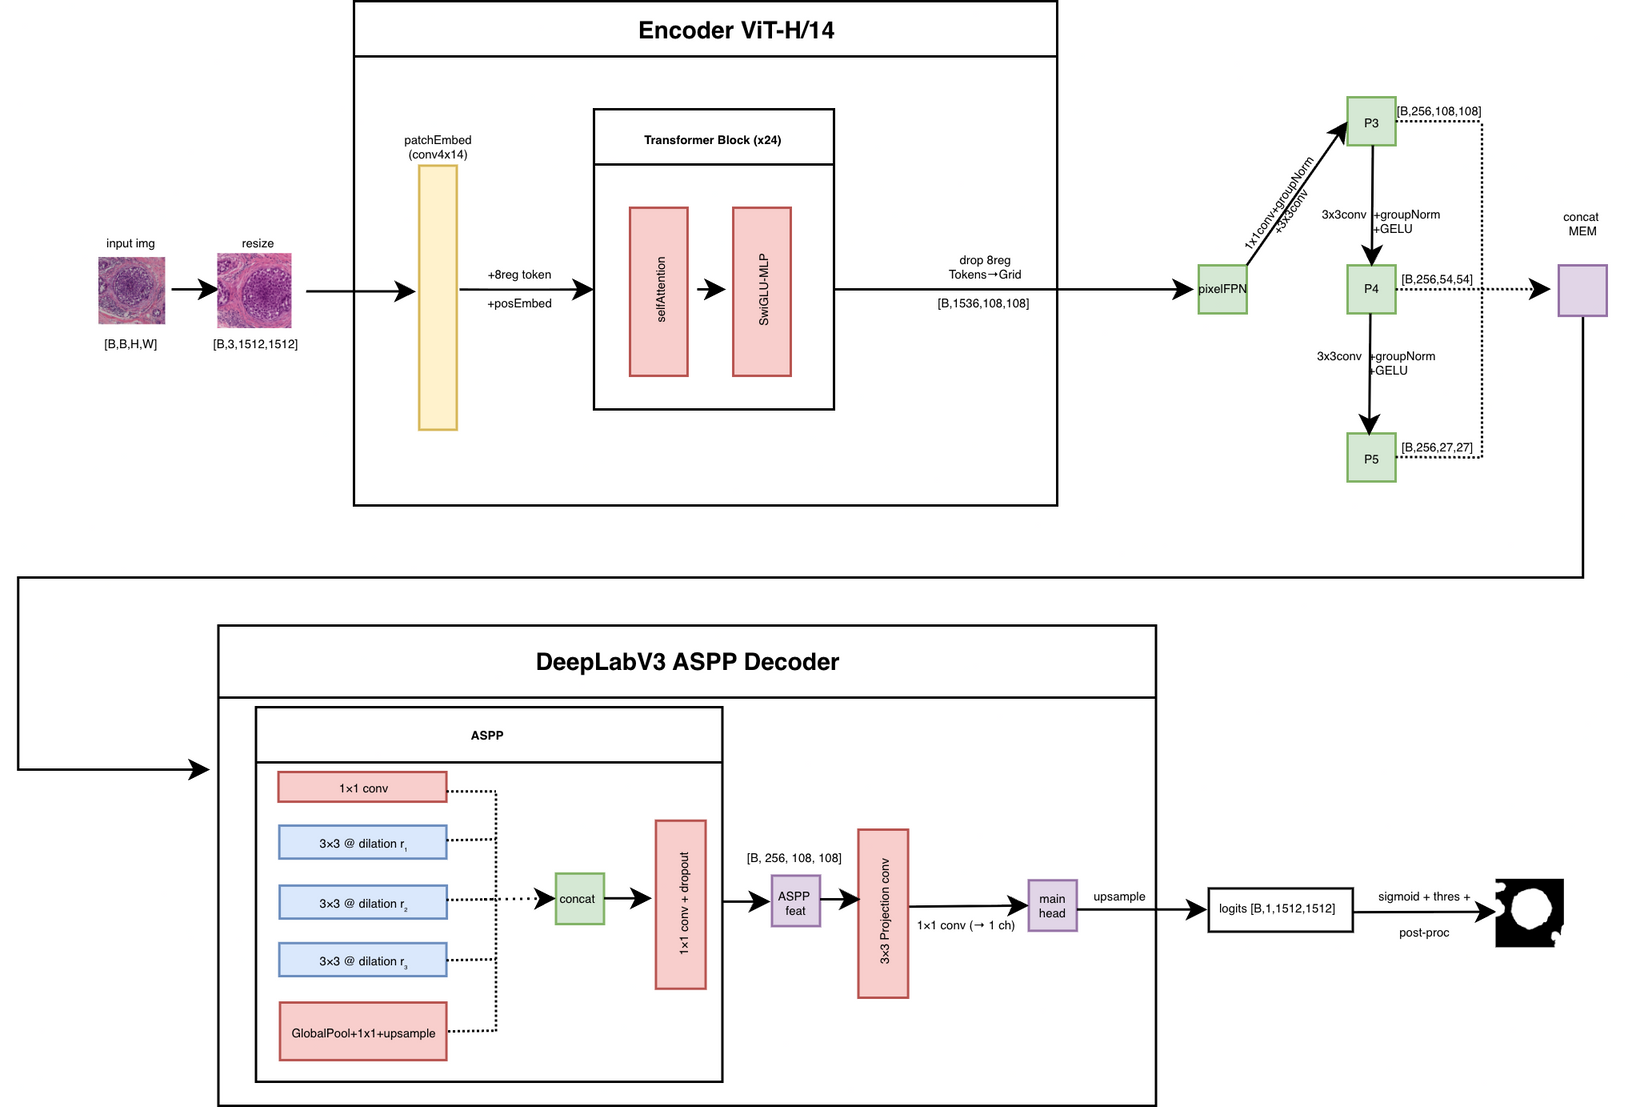 Encoder ViT-H/14
patchEmbed
(conv4x14)
Transformer Block (x24)
input img
resize
[B,B,H,W]
[B,3,1512,1512]
+8reg token
+posEmbed
selfAttention
SwiGLU-MLP
drop 8reg
Tokens→Grid
[B,1536,108,108]
pixelFPN
1x1conv+groupNorm
+3x3conv
P3
[B,256,108,108]
3x3conv +groupNorm
+GELU
P4
[B,256,54,54]
3x3conv +groupNorm
+GELU
P5
[B,256,27,27]
concat
MEM
DeepLabV3 ASPP Decoder
ASPP
1×1 conv
3×3 @ dilation r₁
3×3 @ dilation r₂
3×3 @ dilation r₃
GlobalPool+1x1+upsample
concat
1×1 conv + dropout
[B, 256, 108, 108]
ASPP
feat
3×3 Projection conv
1×1 conv (→ 1 ch)
main
head
upsample
logits [B,1,1512,1512]
sigmoid + thres +
post-proc